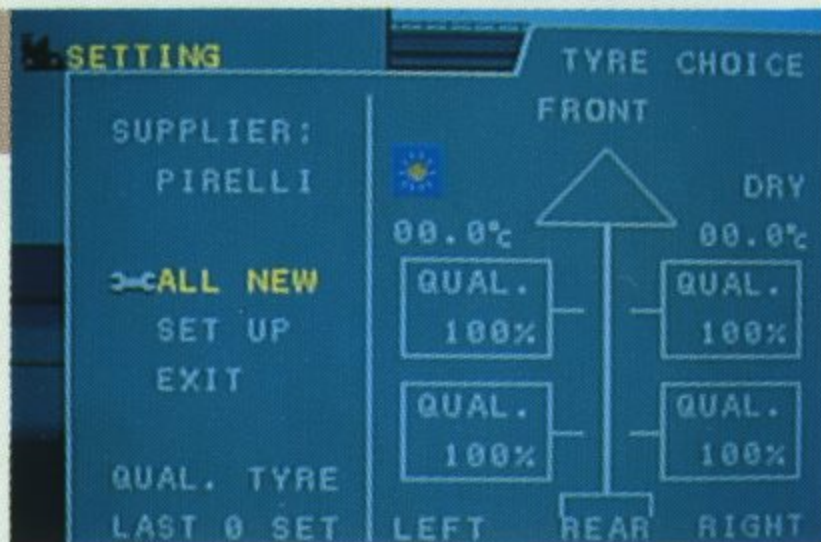 SETTING
TYRE CHOICE
FRONT
SUPPLIER:
PIRELLI
DRY
00.0℃ 00.0℃
ALL NEW
SET UP
EXIT
QUAL. QUAL.
100% 100%
QUAL. QUAL.
100% 100%
QUAL. TYRE
LAST 0 SET
LEFT REAR RIGHT